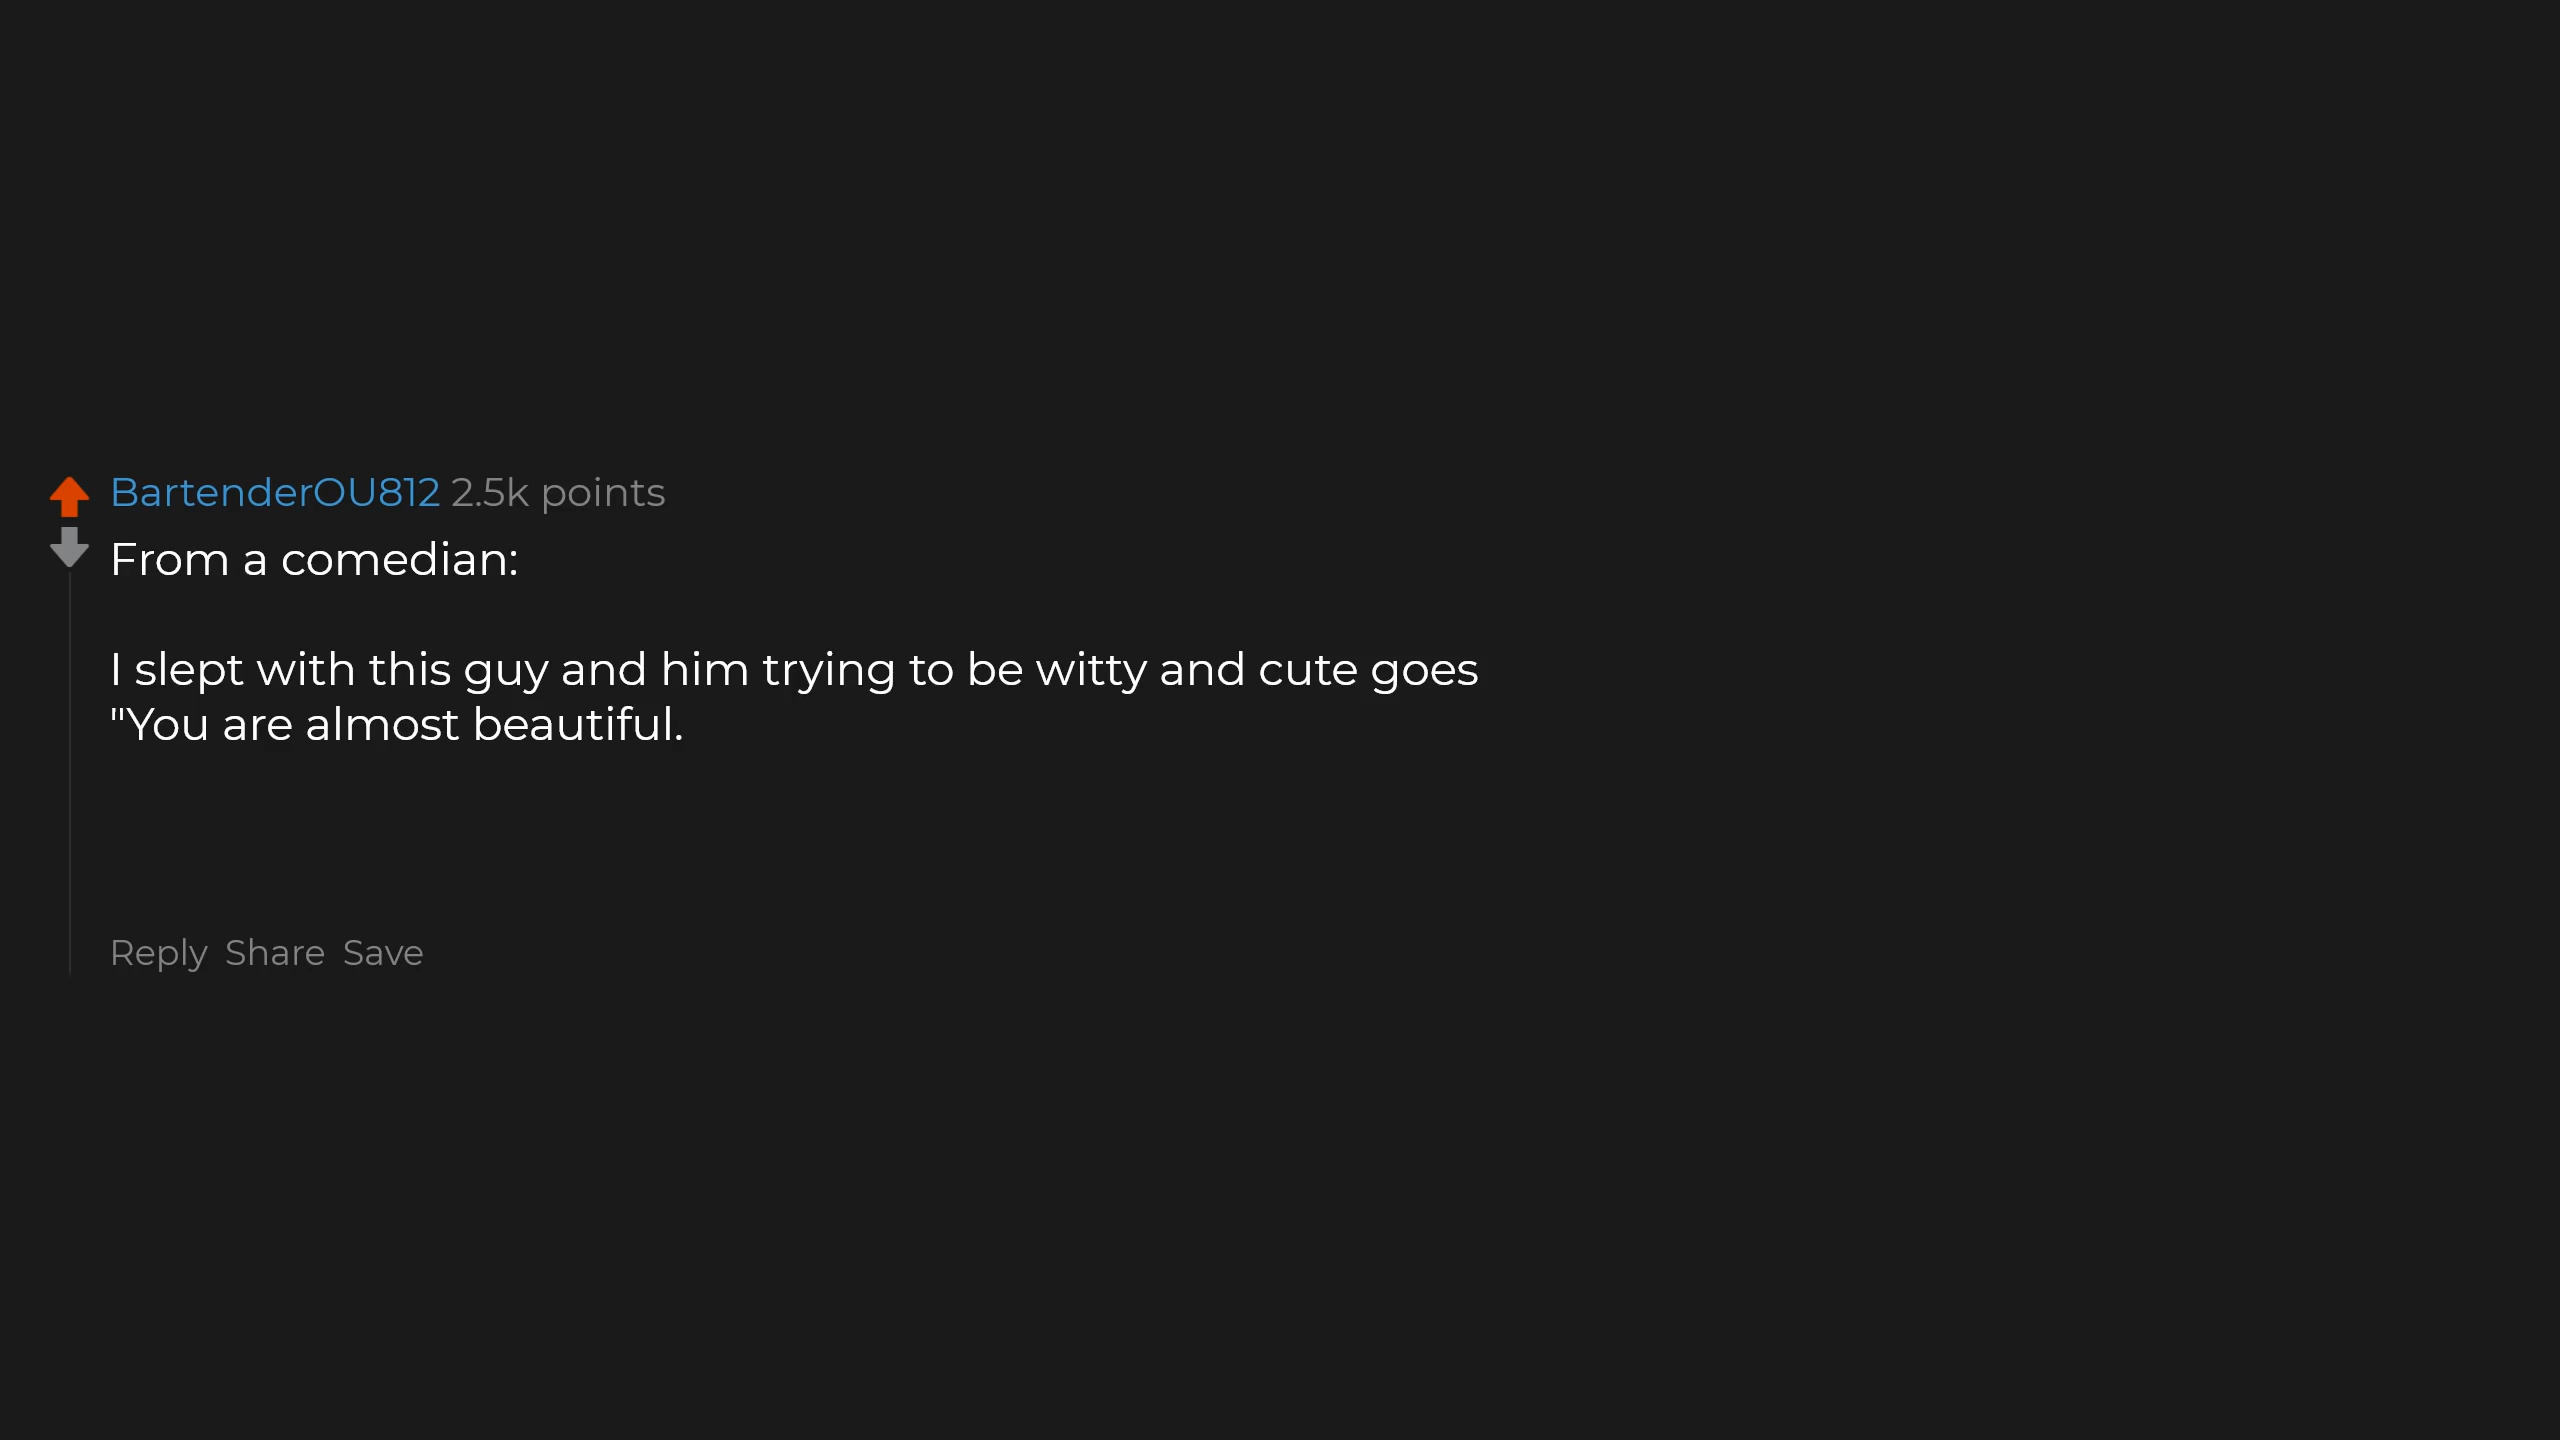 BartenderOU812 2.5k points
From a comedian:
I slept with this guy and him trying to be witty and cute goes
"You are almost beautiful.
Reply Share Save